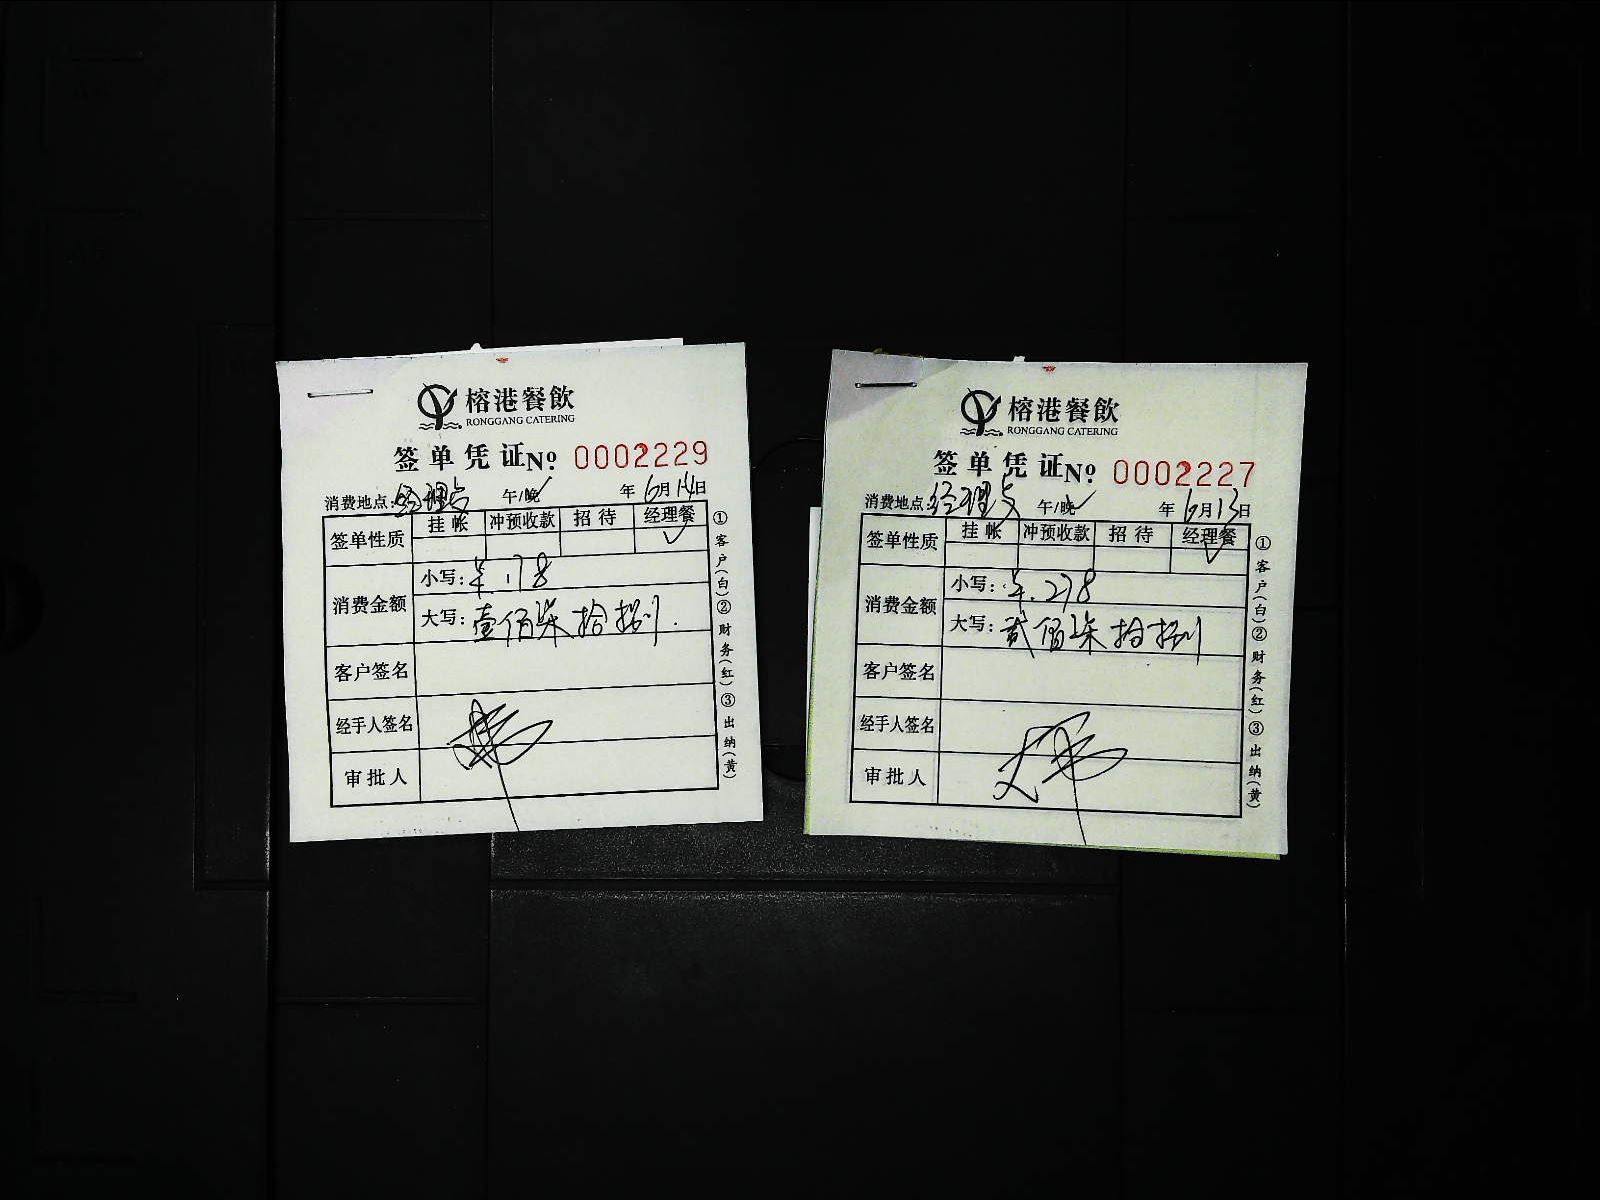 榕港餐飲
RONGGANG CATERING
签单凭证No 0002229
消费地点: 经理 午/晚 年6月14日
签单性质 挂帐 冲预收款 招待 经理餐
消费金额 小写: ¥.178
大写: 壹佰柒拾捌
客户签名
经手人签名
审批人
①客户(白)②财务(红)③出纳(黄)
榕港餐飲
RONGGANG CATERING
签单凭证No 0002227
消费地点: 经理 午/晚 年6月13日
签单性质 挂帐 冲预收款 招待 经理餐
消费金额 小写: ¥.278
大写: 贰佰柒拾捌
客户签名
经手人签名
审批人
①客户(白)②财务(红)③出纳(黄)